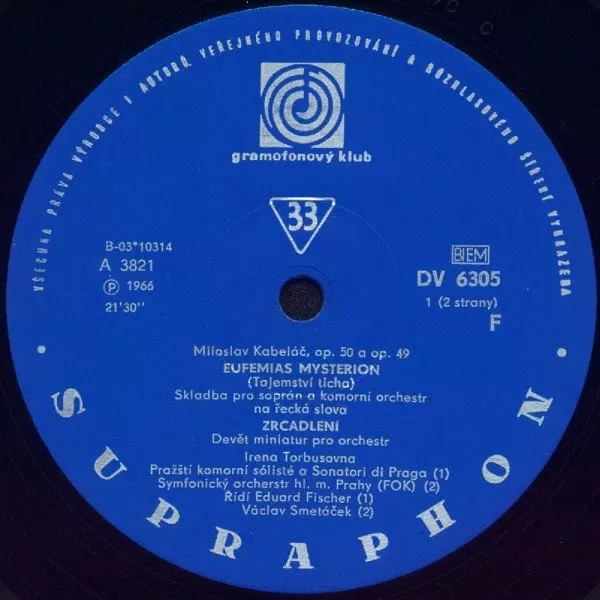 VŠECHNA PRÁVA VÝROBCE I AUTORŮ, VEŘEJNÉHO PROVOZOVÁNÍ A ROZHLASOVÉHO ŠÍŘENÍ VYHRAZENA
gramofonový klub
33
B-03*10314
A 3821
Ⓟ 1966
21'30''
BIEM
DV 6305
1 (2 strany)
F
Miloslav Kabeláč, op. 50 a op. 49
EUFEMIAS MYSTERION
(Tajemství ticha)
Skladba pro soprán a komorní orchestr
na řecká slova
ZRCADLENÍ
Devět miniatur pro orchestr
Irena Torbusovna
Pražští komorní sólisté a Sonatori di Praga (1)
Symfonický orchestr hl. m. Prahy (FOK) (2)
Řídí Eduard Fischer (1)
Václav Smetáček (2)
• SUPRAPHON •